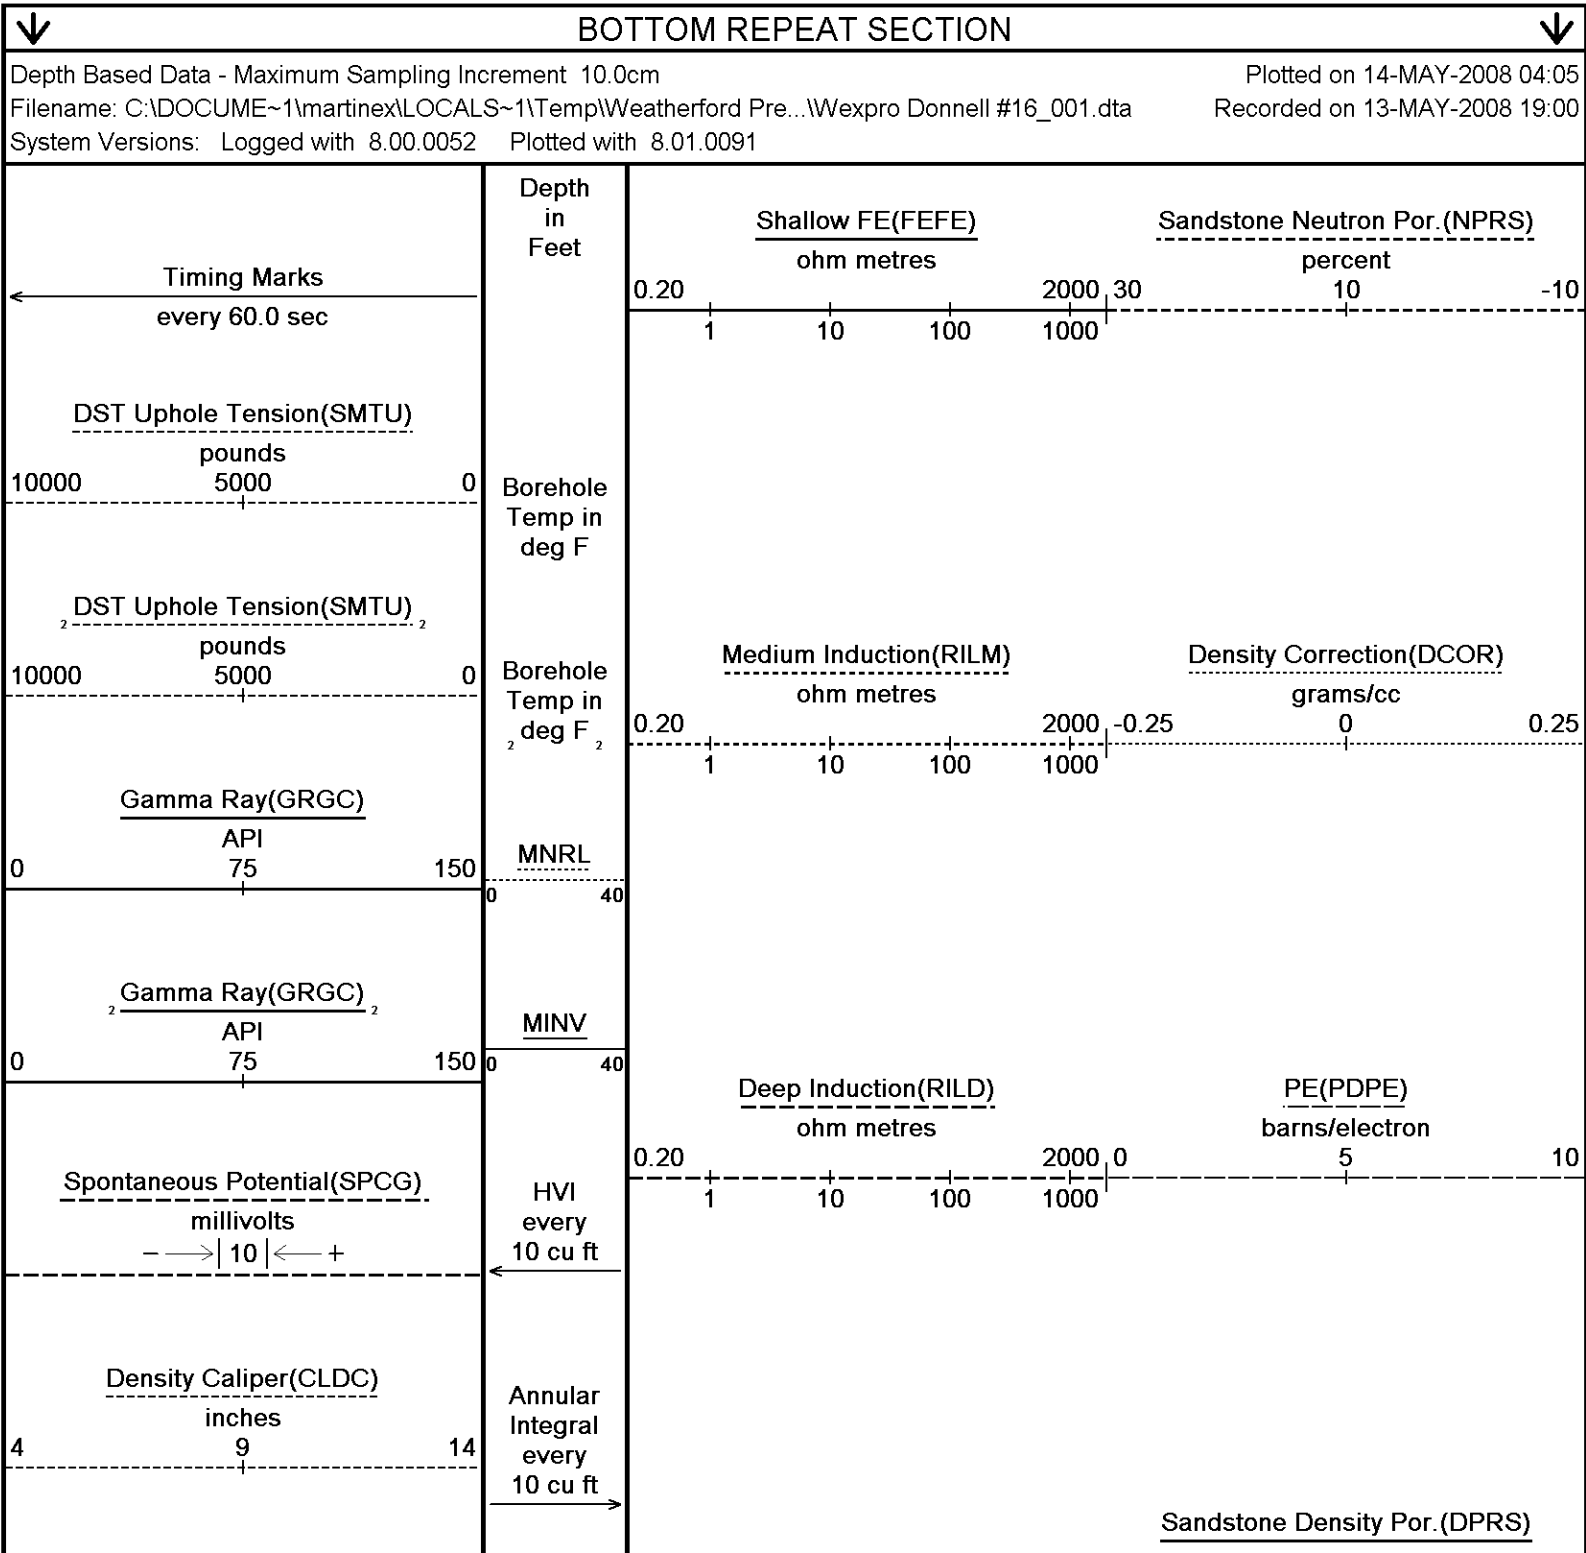 BOTTOM REPEAT SECTION
Depth Based Data - Maximum Sampling Increment 10.0cm
Plotted on 14-MAY-2008 04:05
Filename: C:\DOCUME~1\martinex\LOCALS~1\Temp\Weatherford Pre...\Wexpro Donnell #16_001.dta
Recorded on 13-MAY-2008 19:00
System Versions: Logged with 8.00.0052 Plotted with 8.01.0091
Timing Marks
every 60.0 sec
DST Uphole Tension(SMTU)
pounds
10000 5000 0
2 DST Uphole Tension(SMTU) 2
pounds
10000 5000 0
Gamma Ray(GRGC)
API
0 75 150
2 Gamma Ray(GRGC) 2
API
0 75 150
Spontaneous Potential(SPCG)
millivolts
− → | 10 | ← +
Density Caliper(CLDC)
inches
4 9 14
Depth
in
Feet
Borehole
Temp in
deg F
Borehole
Temp in
2 deg F 2
MNRL
0 40
MINV
0 40
HVI
every
10 cu ft
Annular
Integral
every
10 cu ft
Shallow FE(FEFE)
ohm metres
0.20 2000
1 10 100 1000
Medium Induction(RILM)
ohm metres
0.20 2000
1 10 100 1000
Deep Induction(RILD)
ohm metres
0.20 2000
1 10 100 1000
Sandstone Neutron Por.(NPRS)
percent
30 10 -10
Density Correction(DCOR)
grams/cc
-0.25 0 0.25
PE(PDPE)
barns/electron
0 5 10
Sandstone Density Por.(DPRS)